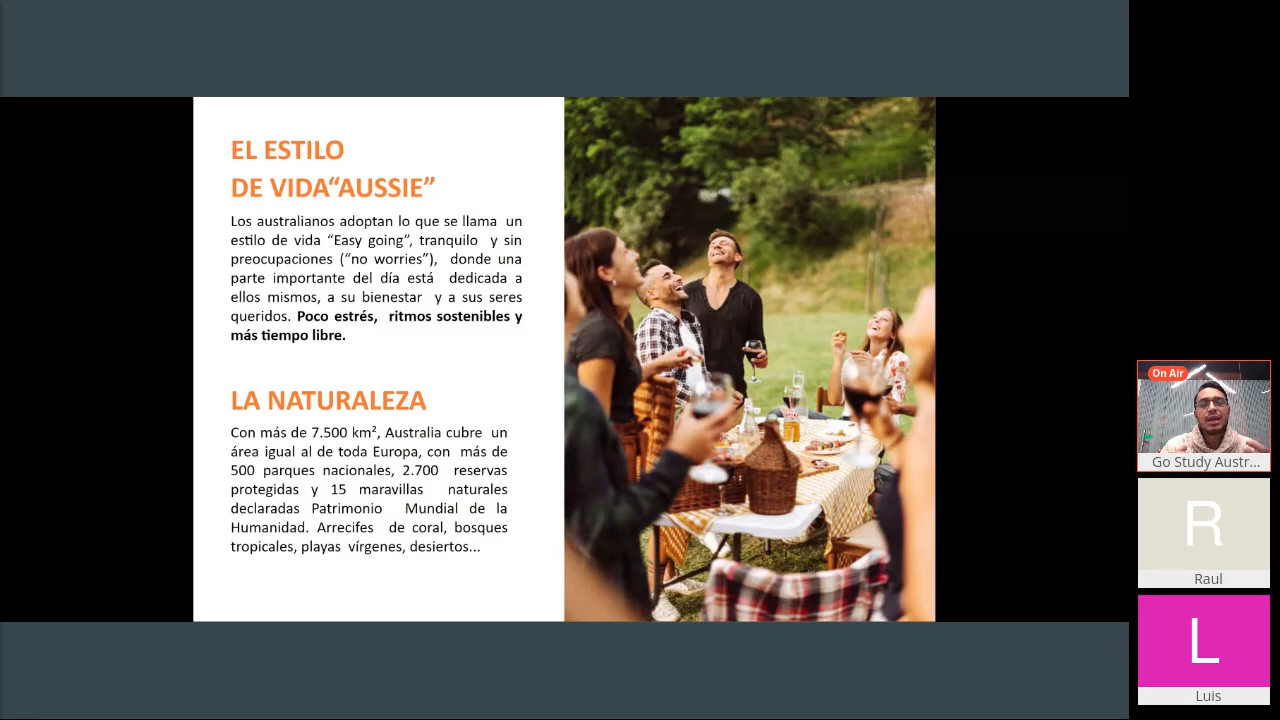 EL ESTILO
DE VIDA“AUSSIE”
Los australianos adoptan lo que se llama un
estilo de vida “Easy going”, tranquilo y sin
preocupaciones (“no worries”), donde una
parte importante del día está dedicada a
ellos mismos, a su bienestar y a sus seres
queridos. Poco estrés, ritmos sostenibles y
más tiempo libre.
LA NATURALEZA
Con más de 7.500 km², Australia cubre un
área igual al de toda Europa, con más de
500 parques nacionales, 2.700 reservas
protegidas y 15 maravillas naturales
declaradas Patrimonio Mundial de la
Humanidad. Arrecifes de coral, bosques
tropicales, playas vírgenes, desiertos...
On Air
Go Study Austr...
R
Raul
L
Luis